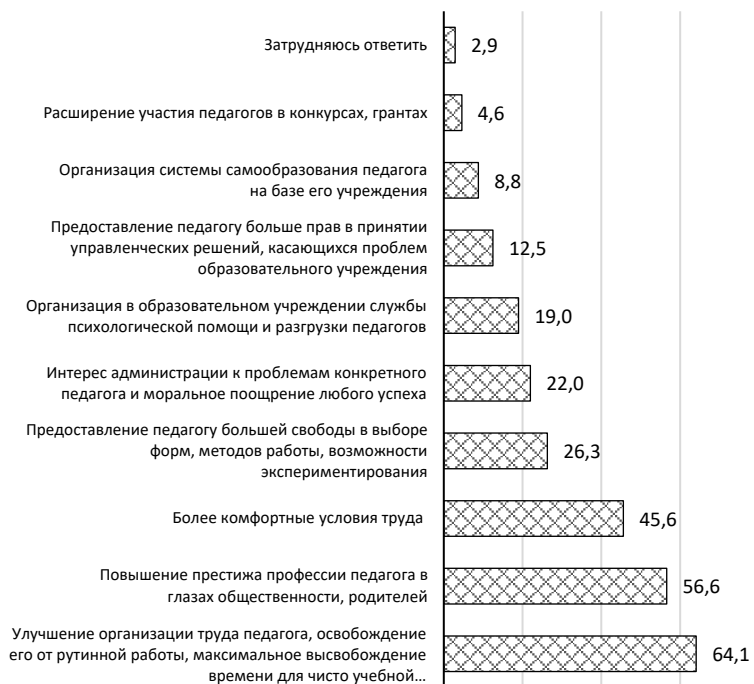 Затрудняюсь ответить
2,9
Расширение участия педагогов в конкурсах, грантах
4,6
Организация системы самообразования педагога
на базе его учреждения
8,8
Предоставление педагогу больше прав в принятии
управленческих решений, касающихся проблем
образовательного учреждения
12,5
Организация в образовательном учреждении службы
психологической помощи и разгрузки педагогов
19,0
Интерес администрации к проблемам конкретного
педагога и моральное поощрение любого успеха
22,0
Предоставление педагогу большей свободы в выборе
форм, методов работы, возможности
экспериментирования
26,3
Более комфортные условия труда
45,6
Повышение престижа профессии педагога в
глазах общественности, родителей
56,6
Улучшение организации труда педагога, освобождение
его от рутинной работы, максимальное высвобождение
времени для чисто учебной…
64,1